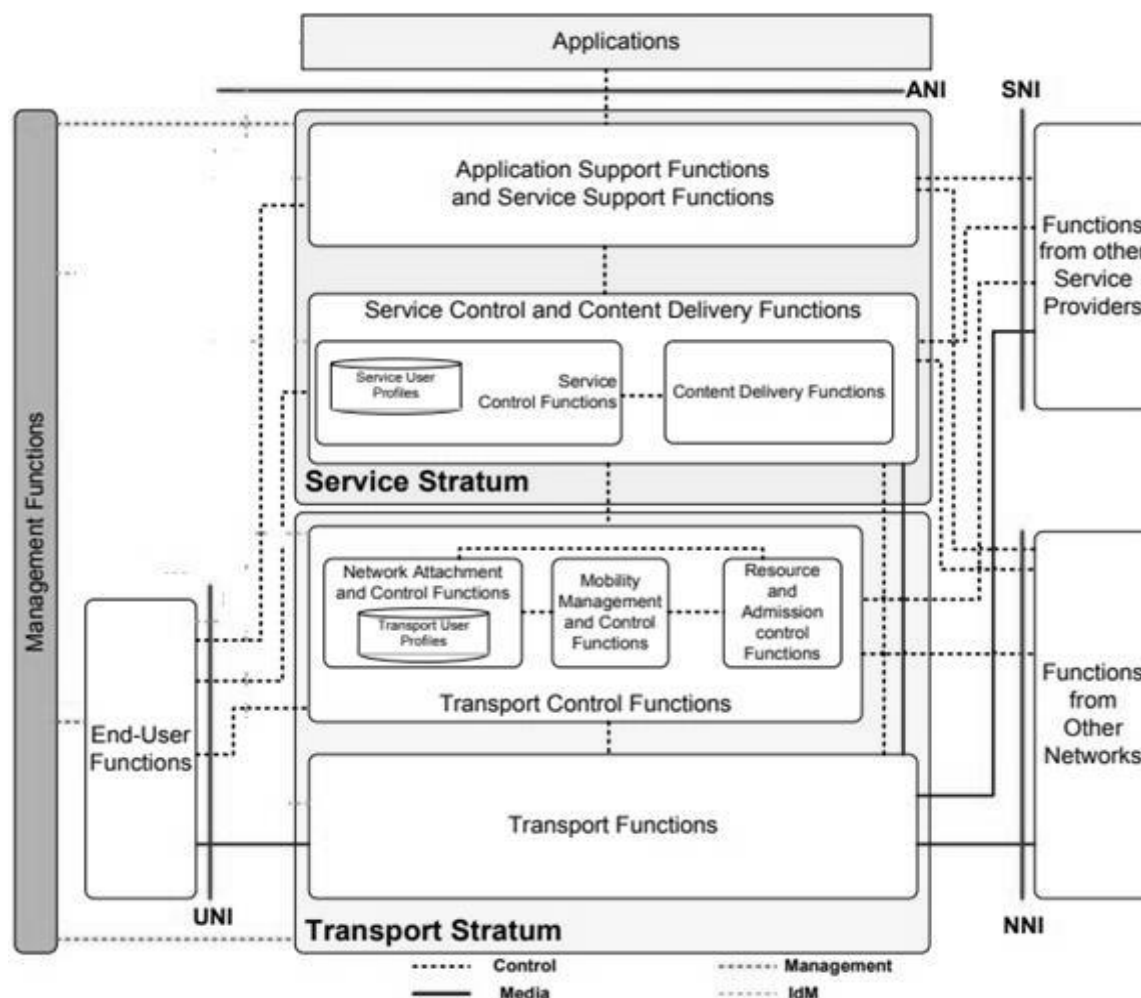 Applications
ANI
SNI
Application Support Functions
and Service Support Functions
Functions
from other
Service
Providers
Service Control and Content Delivery Functions
Service User
Profiles
Service
Control Functions
Content Delivery Functions
Service Stratum
Management Functions
Network Attachment
and Control Functions
Transport User
Profiles
Mobility
Management
and Control
Functions
Resource
and
Admission
control
Functions
Transport Control Functions
End-User
Functions
Functions
from
Other
Networks
Transport Functions
UNI
NNI
Transport Stratum
Control
Management
Media
IdM